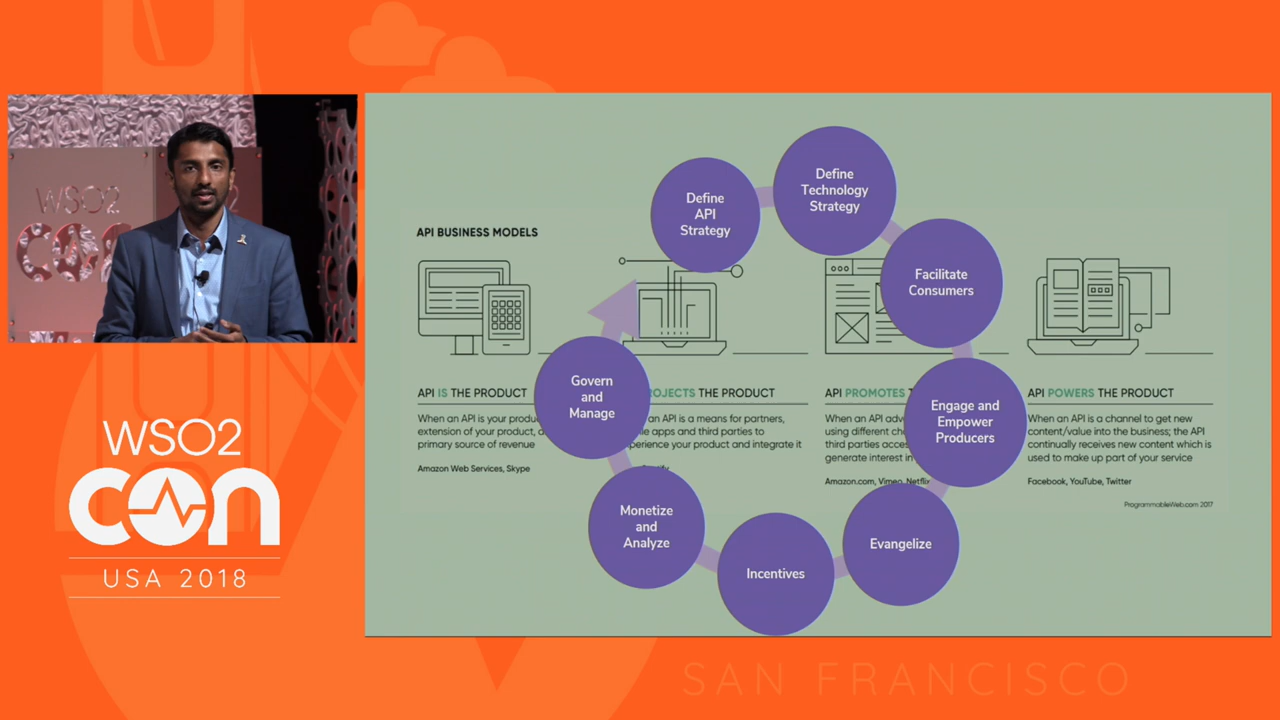 WSO2
CON
WSO2
con
USA 2018
SAN FRANCISCO
Define
API
Strategy
Define
Technology
Strategy
Facilitate
Consumers
Engage and
Empower
Producers
Evangelize
Incentives
Monetize
and
Analyze
Govern
and
Manage
API BUSINESS MODELS
API IS THE PRODUCT
When an API is your
extension of your product,
primary source of revenue
Amazon Web Services, Skype
THE PRODUCT
an API is a means for partners,
apps and third parties to
your product and integrate it
API PROMOTES
When an API
using different
third parties
generate interest in
Amazon.com, Vimeo, Netflix
API POWERS THE PRODUCT
When an API is a channel to get new
content/value into the business; the API
continually receives new content which is
used to make up part of your service
Facebook, YouTube, Twitter
ProgrammableWeb.com 2017